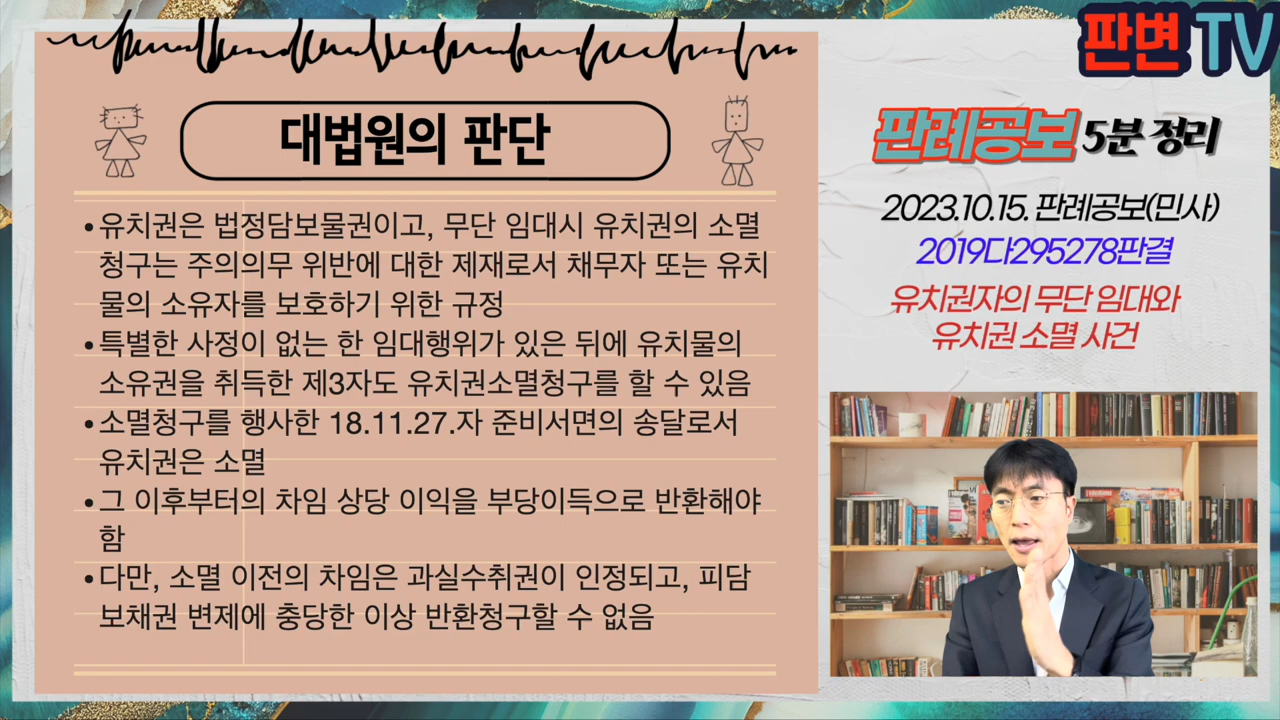 판변 TV
대법원의 판단
•유치권은 법정담보물권이고, 무단 임대시 유치권의 소멸
청구는 주의의무 위반에 대한 제재로서 채무자 또는 유치
물의 소유자를 보호하기 위한 규정
•특별한 사정이 없는 한 임대행위가 있은 뒤에 유치물의
소유권을 취득한 제3자도 유치권소멸청구를 할 수 있음
•소멸청구를 행사한 18.11.27.자 준비서면의 송달로서
유치권은 소멸
•그 이후부터의 차임 상당 이익을 부당이득으로 반환해야
함
•다만, 소멸 이전의 차임은 과실수취권이 인정되고, 피담
보채권 변제에 충당한 이상 반환청구할 수 없음
판례공보 5분 정리
2023.10.15. 판례공보(민사)
2019다295278판결
유치권자의 무단 임대와
유치권 소멸 사건